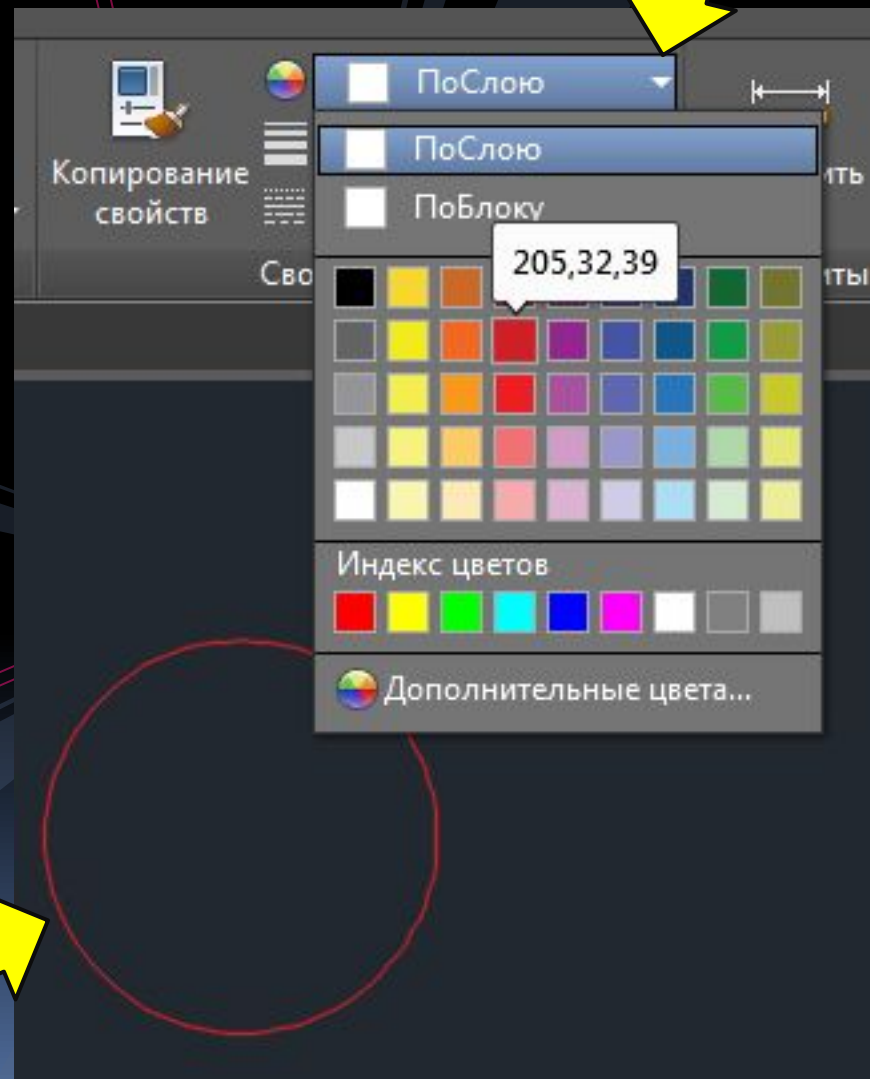 ПоСлою
ПоСлою
Копирование
свойств
ПоБлоку
205,32,39
Индекс цветов
Дополнительные цвета...